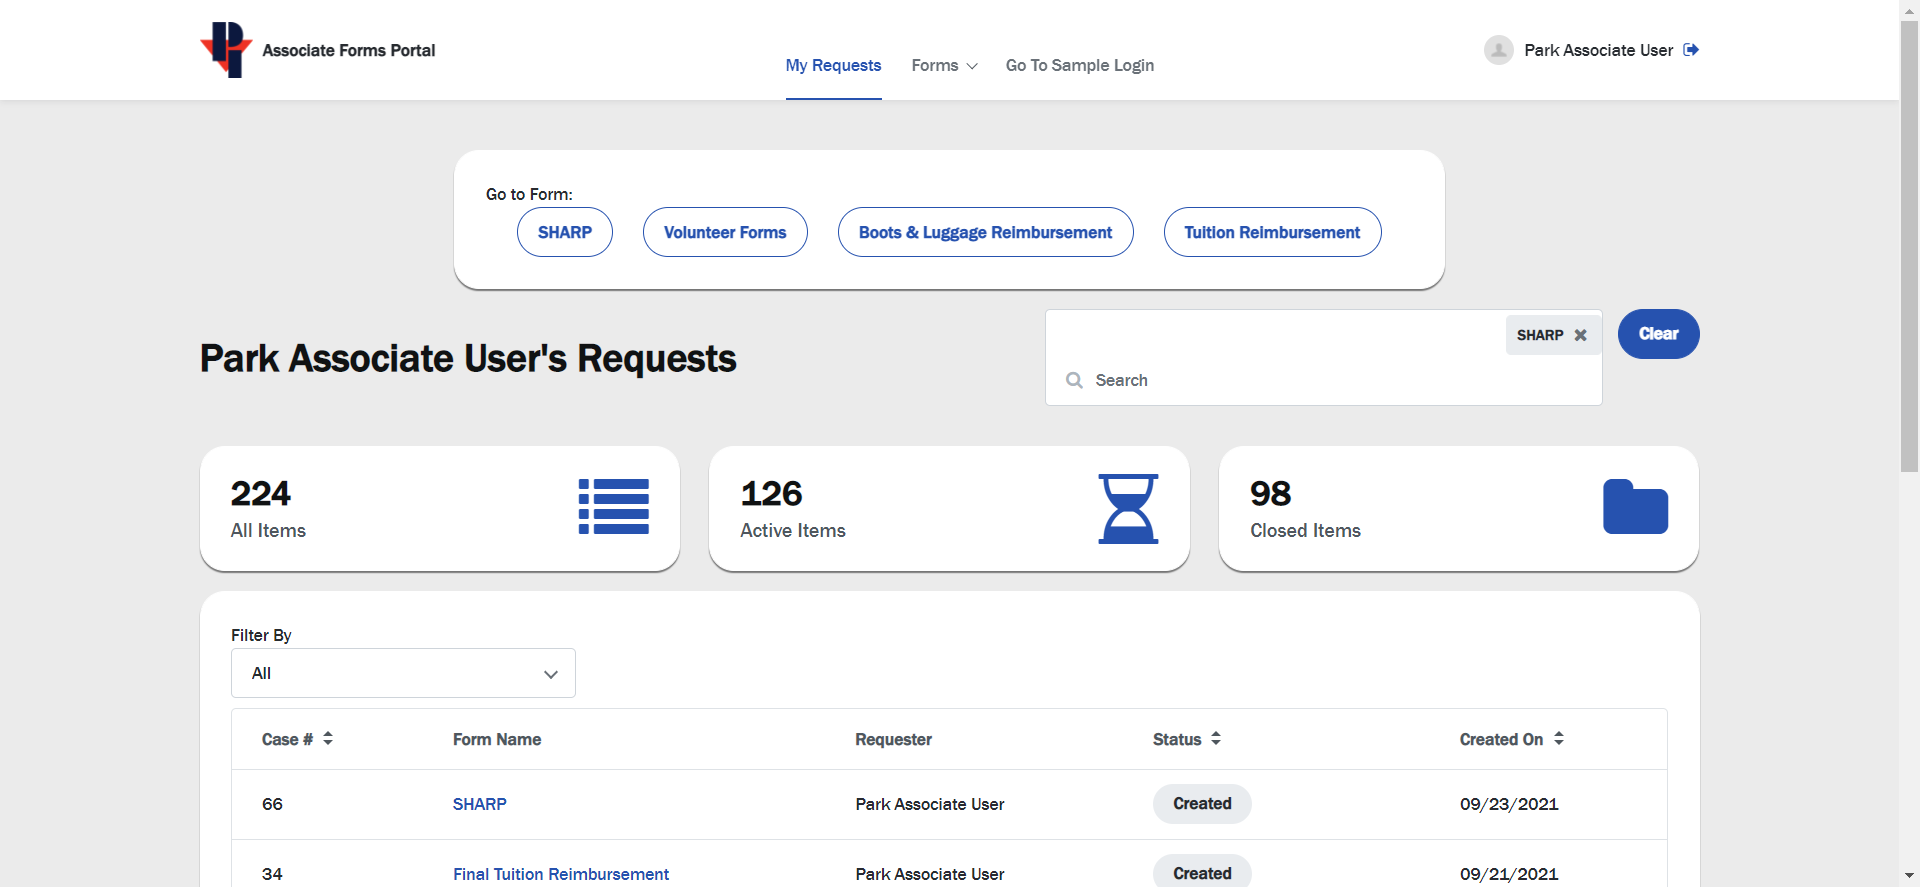 Associate Forms Portal
My Requests
Forms
Go To Sample Login
Park Associate User
Go to Form:
SHARP
Volunteer Forms
Boots & Luggage Reimbursement
Tuition Reimbursement
Park Associate User's Requests
SHARP
Search
Clear
224
All Items
126
Active Items
98
Closed Items
Filter By
All
Case # Form Name Requester Status Created On
66 SHARP Park Associate User Created 09/23/2021
34 Final Tuition Reimbursement Park Associate User Created 09/21/2021